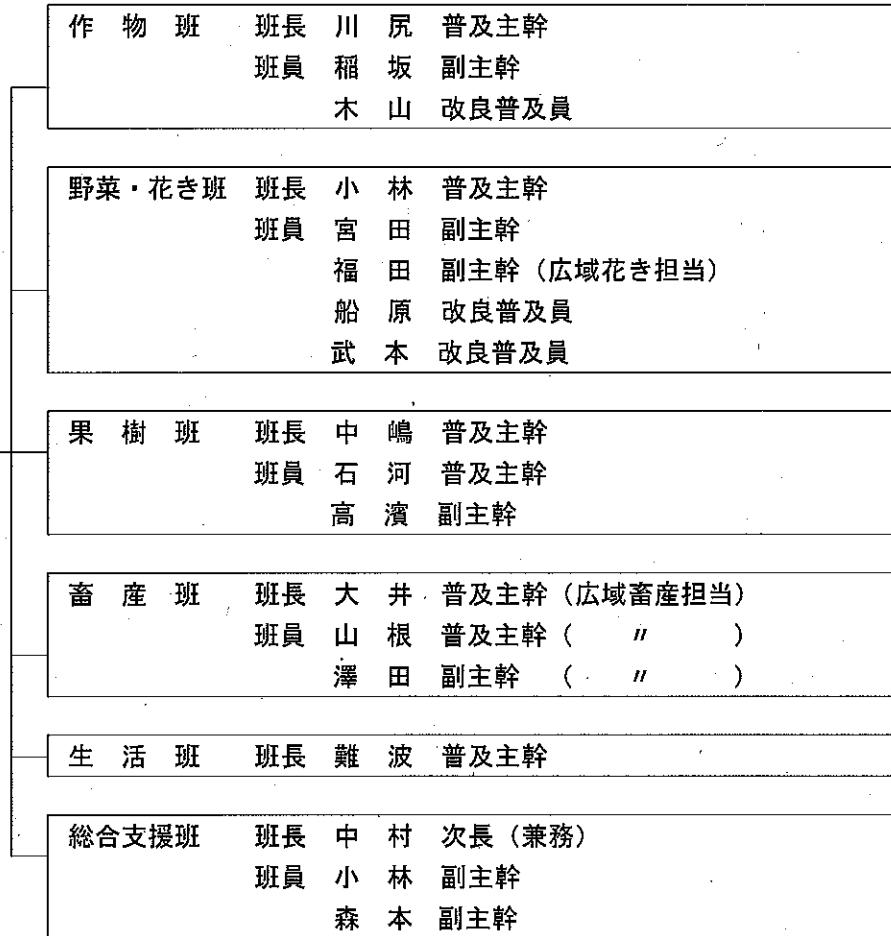 作物班 班長 川尻 普及主幹
班員 稲坂 副主幹
木山 改良普及員
野菜・花き班 班長 小林 普及主幹
班員 宮田 副主幹
福田 副主幹（広域花き担当）
船原 改良普及員
武本 改良普及員
果樹班 班長 中嶋 普及主幹
班員 石河 普及主幹
高濱 副主幹
畜産班 班長 大井 普及主幹（広域畜産担当）
班員 山根 普及主幹（ 〃 ）
澤田 副主幹（ 〃 ）
生活班 班長 難波 普及主幹
総合支援班 班長 中村 次長（兼務）
班員 小林 副主幹
森本 副主幹